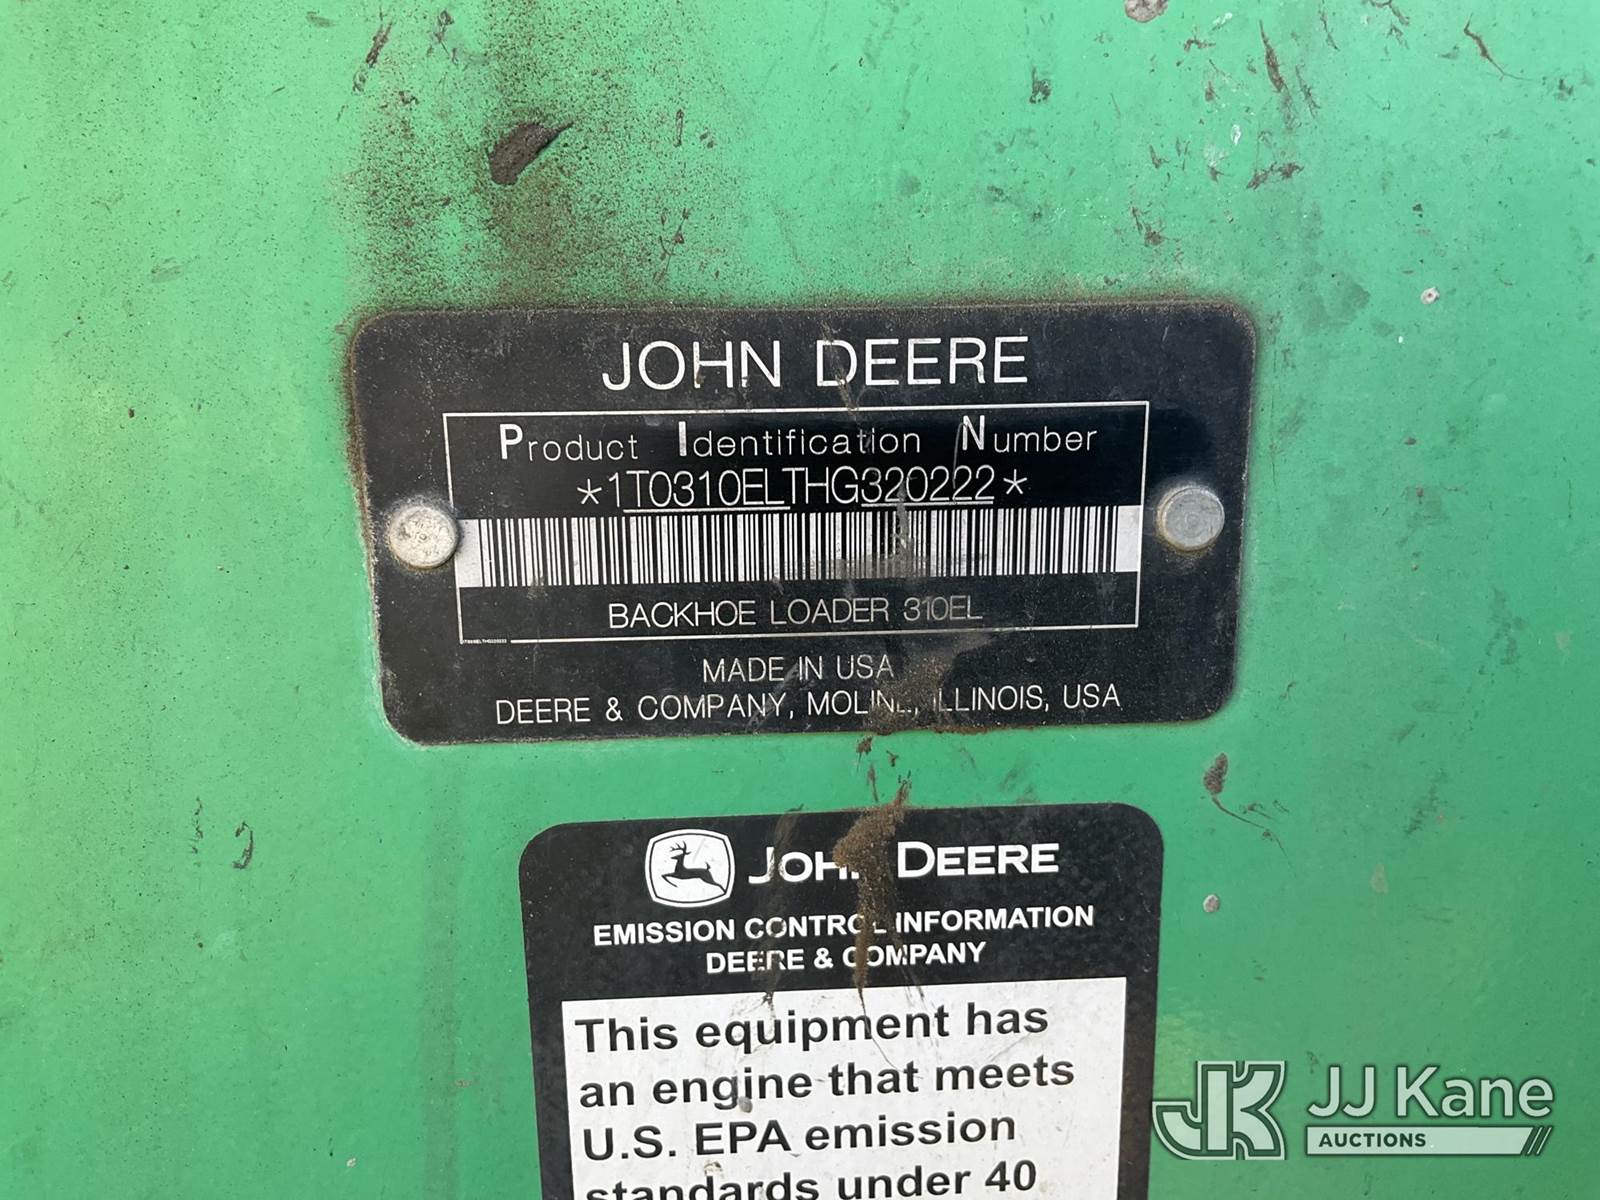 JOHN DEERE
Product Identification Number
*1T0310ELTHG320222*
BACKHOE LOADER 310EL
MADE IN USA
DEERE & COMPANY, MOLINE, ILLINOIS, USA
JOHN DEERE
EMISSION CONTROL INFORMATION
DEERE & COMPANY
This equipment has
an engine that meets
U.S. EPA emission
standards under 40
JK JJ Kane
AUCTIONS